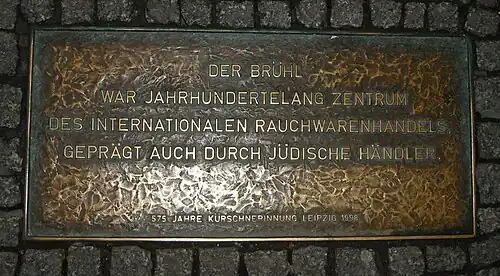 DER BRÜHL
WAR JAHRHUNDERTELANG ZENTRUM
DES INTERNATIONALEN RAUCHWARENHANDELS,
GEPRÄGT AUCH DURCH JÜDISCHE HÄNDLER.
575 JAHRE KÜRSCHNERINNUNG LEIPZIG 1998